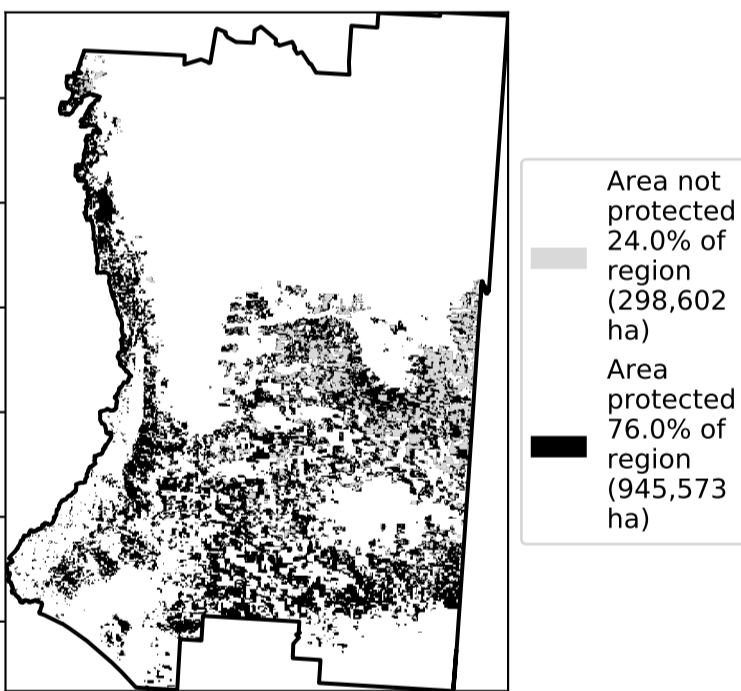 Area not
protected
24.0% of
region
(298,602
ha)
Area
protected
76.0% of
region
(945,573
ha)